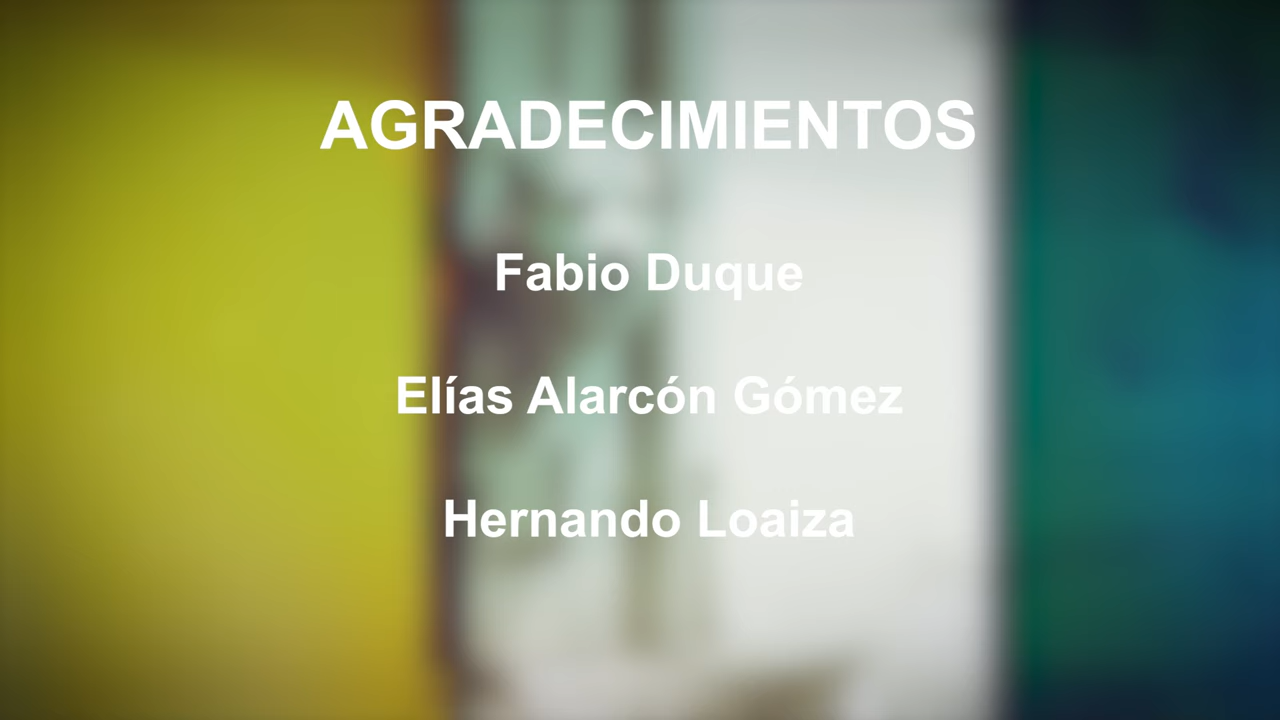 AGRADECIMIENTOS
Fabio Duque
Elías Alarcón Gómez
Hernando Loaiza